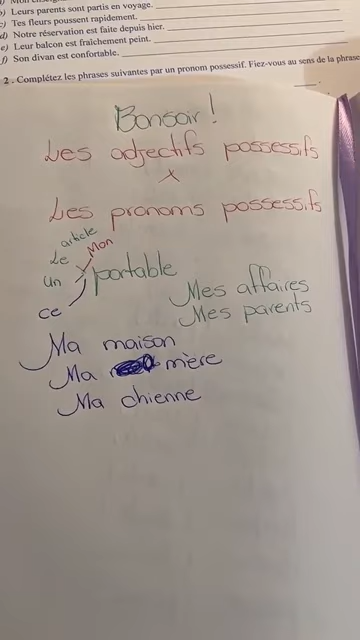 b) Leurs parents sont partis en voyage.
c) Tes fleurs poussent rapidement.
d) Notre réservation est faite depuis hier.
e) Leur balcon est fraîchement peint.
f) Son divan est confortable.
2. Complétez les phrases suivantes par un pronom possessif. Fiez-vous au sens de la phrase
Bonsoir !
Les adjectifs possessifs
x
Les pronoms possessifs
article
Le Mon
un portable
ce
Mes affaires
Mes parents
Ma maison
Ma mère
Ma chienne